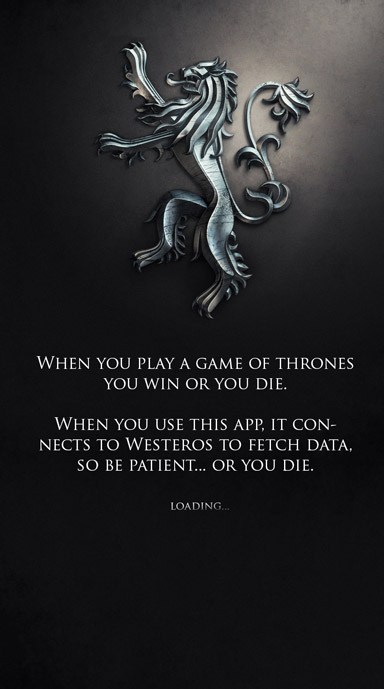 When you play a game of thrones
you win or you die.
When you use this app, it con-
nects to Westeros to fetch data,
so be patient... or you die.
loading...